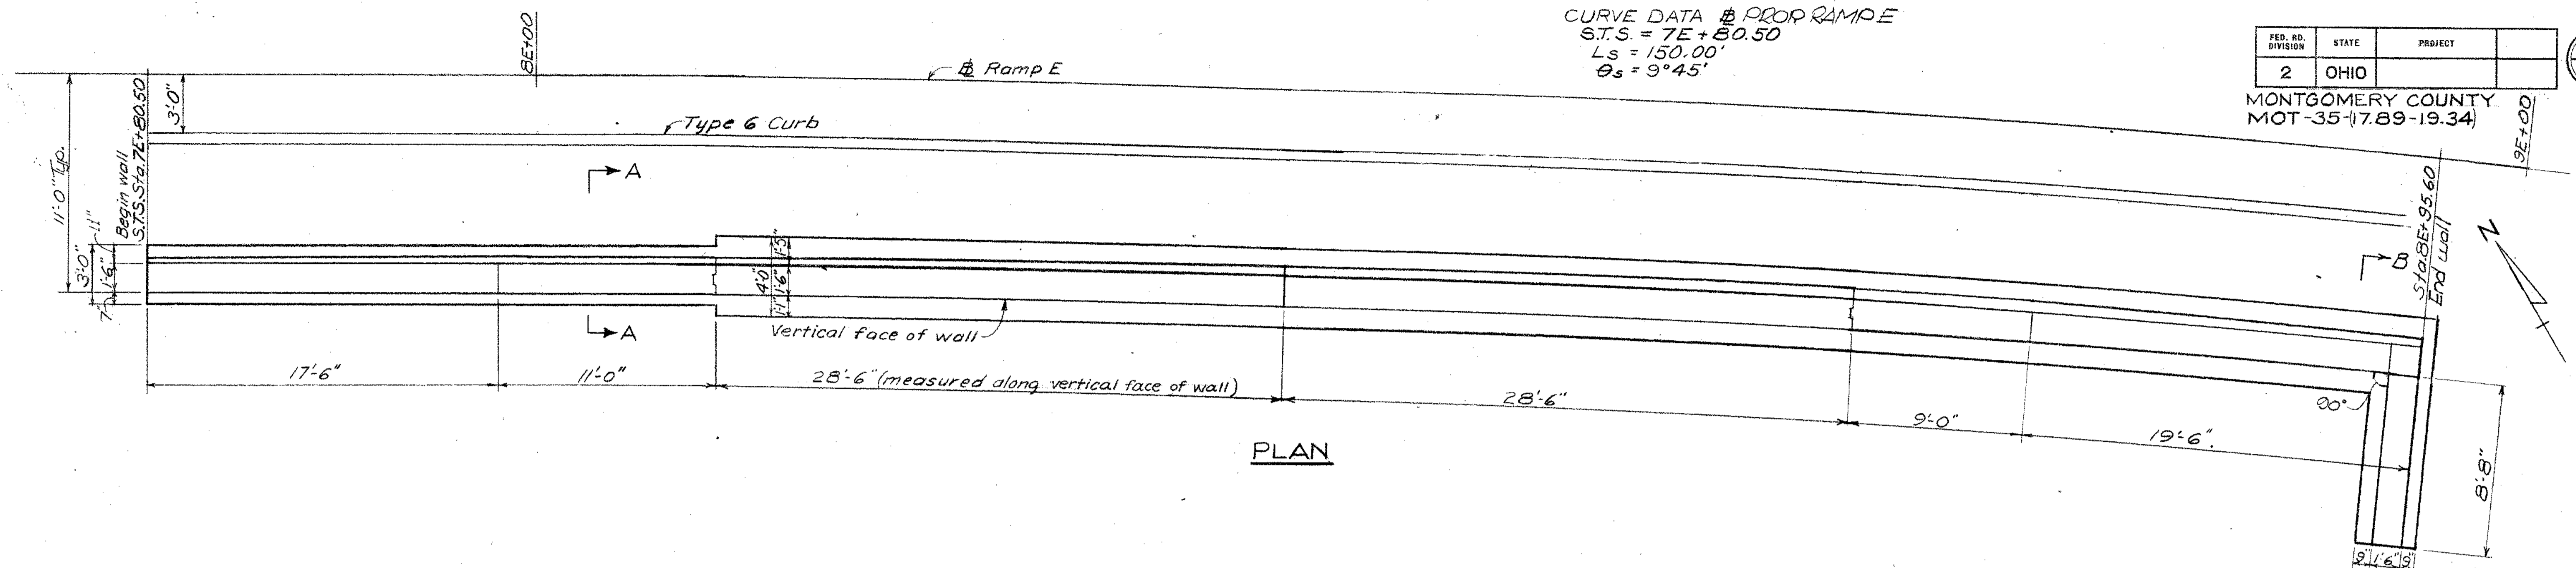 CURVE DATA ℄ PROP RAMP E
S.T.S. = 7E + 80.50
Ls = 150.00'
θs = 9°45'
FED. RD. DIVISION STATE PROJECT
2 OHIO
MONTGOMERY COUNTY
MOT-35-(17.89-19.34)
8E+00
9E+00
Ramp E
3'-0"
Type 6 Curb
11'-0" Typ.
Begin wall
S.T.S. Sta. 7E+80.50
A
A
11"
3'-0"
1'-6"
7"
1'-5"
4'-0"
1'-6"
1'-1"
Vertical face of wall
B
Sta. 8E+95.60
End wall
N
17'-6"
11'-0"
28'-6" (measured along vertical face of wall)
28'-6"
9'-0"
19'-6"
90°
8'-8"
9" 1'-6" 9"
PLAN